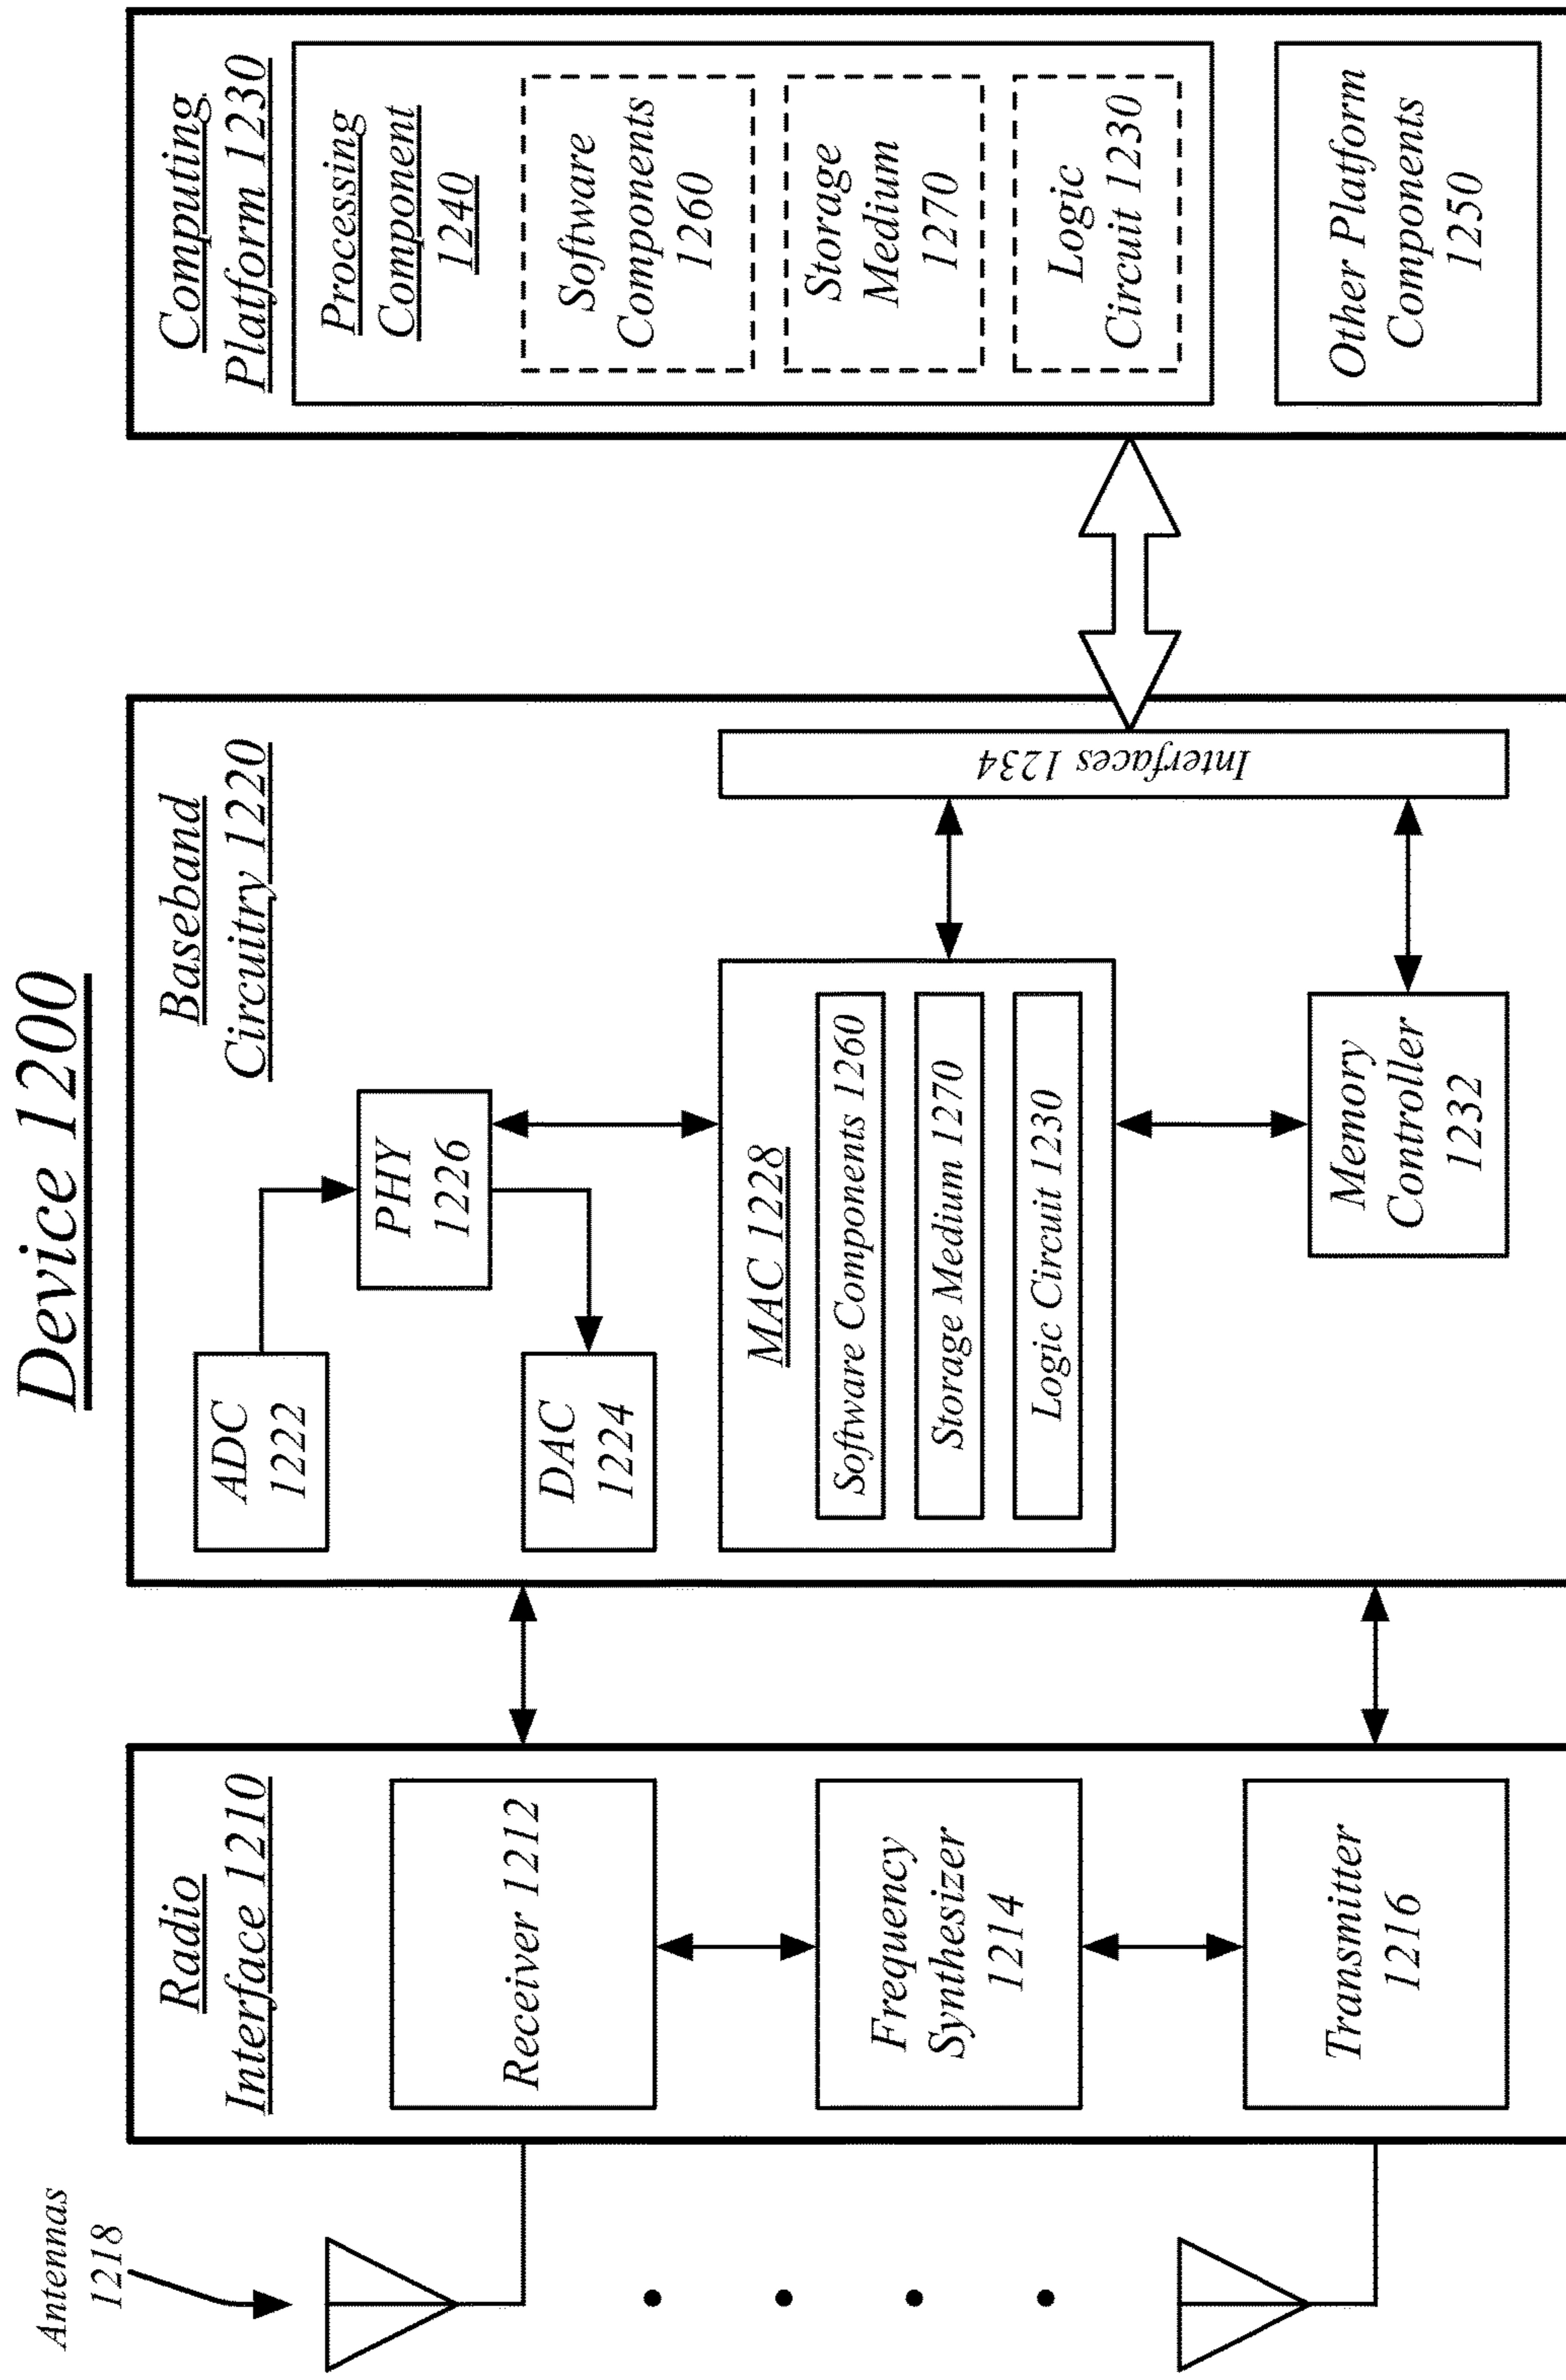 Device 1200
Antennas
1218
Radio
Interface 1210
Receiver 1212
Frequency
Synthesizer
1214
Transmitter
1216
Baseband
Circuitry 1220
ADC
1222
PHY
1226
DAC
1224
MAC 1228
Software Components 1260
Storage Medium 1270
Logic Circuit 1230
Memory
Controller
1232
Interfaces 1234
Computing
Platform 1230
Processing
Component
1240
Software
Components
1260
Storage
Medium
1270
Logic
Circuit 1230
Other Platform
Components
1250